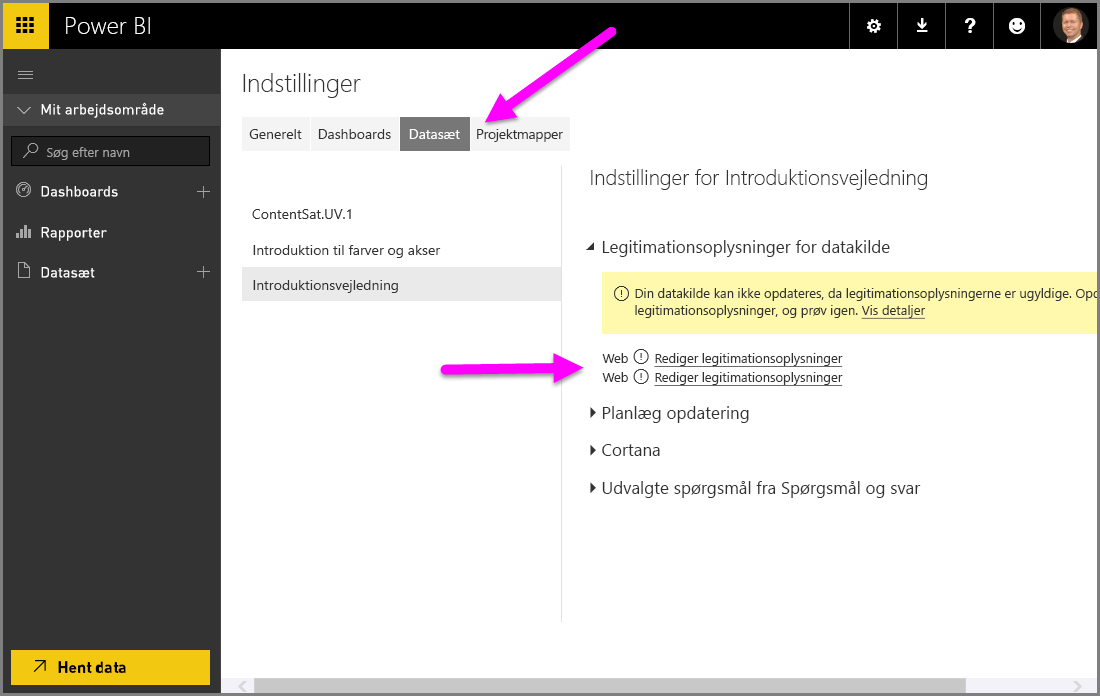 Power BI
?
Mit arbejdsområde
Søg efter navn
Dashboards
Rapporter
Datasæt
Hent data
Indstillinger
Generelt Dashboards Datasæt Projektmapper
ContentSat.UV.1
Introduktion til farver og akser
Introduktionsvejledning
Indstillinger for Introduktionsvejledning
Legitimationsoplysninger for datakilde
Din datakilde kan ikke opdateres, da legitimationsoplysningerne er ugyldige.
legitimationsoplysninger, og prøv igen. Vis detaljer
Web Rediger legitimationsoplysninger
Web Rediger legitimationsoplysninger
Planlæg opdatering
Cortana
Udvalgte spørgsmål fra Spørgsmål og svar